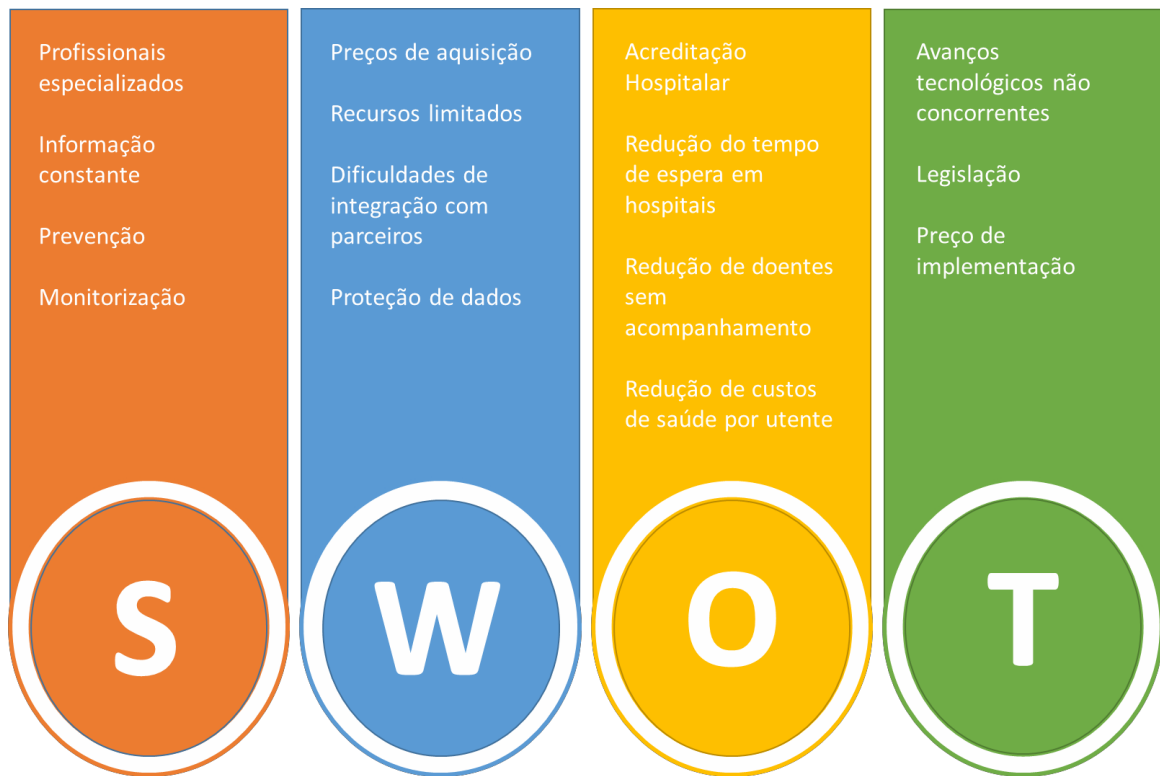 Profissionais
especializados
Informação
constante
Prevenção
Monitorização
S
Preços de aquisição
Recursos limitados
Dificuldades de
integração com
parceiros
Proteção de dados
W
Acreditação
Hospitalar
Redução do tempo
de espera em
hospitais
Redução de doentes
sem
acompanhamento
Redução de custos
de saúde por utente
O
Avanços
tecnológicos não
concorrentes
Legislação
Preço de
implementação
T